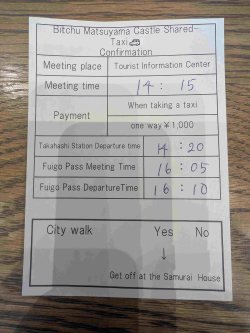 Bitchu Matsuyama Castle Shared-
Taxi🚖
Confirmation
Meeting place Tourist Information Center
Meeting time 14 : 15
Payment When taking a taxi
one way ¥1,000
Takahashi Station Departure time 14 : 20
Fuigo Pass Meeting Time 16 : 05
Fuigo Pass DepartureTime 16 : 10
City walk Yes No
↓
Get off at the Samurai House